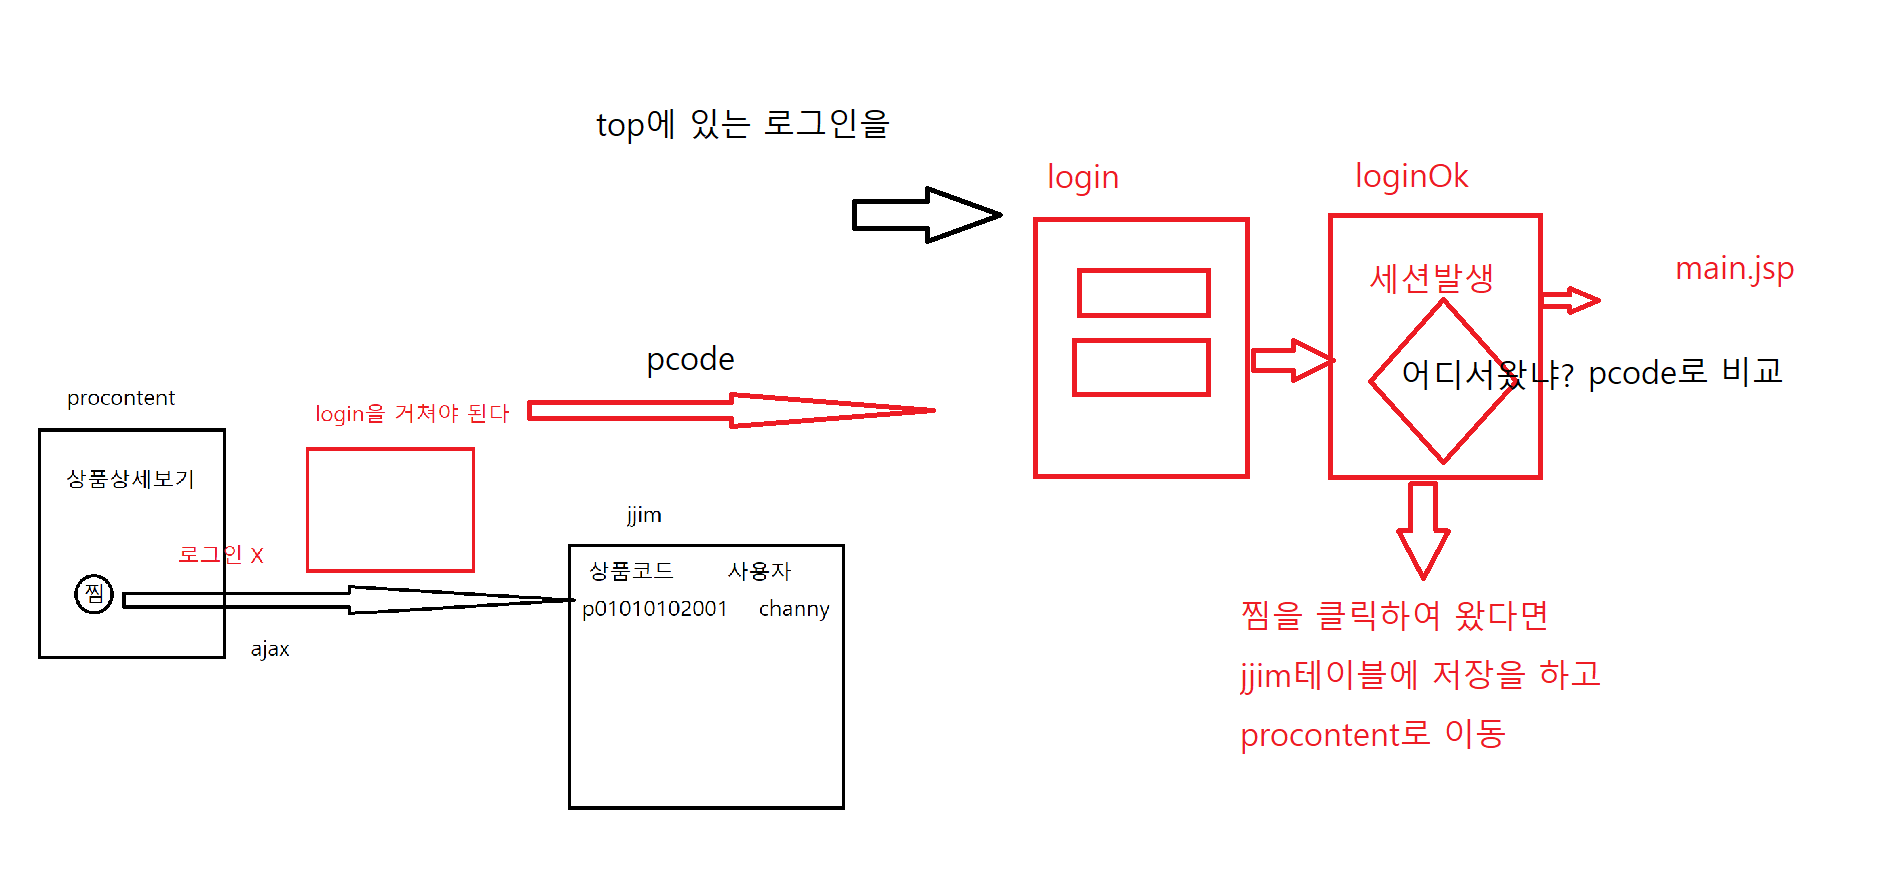 top에 있는 로그인을
login
loginOk
세션발생
main.jsp
어디서왔냐? pcode로 비교
pcode
procontent
login을 거쳐야 된다
상품상세보기
로그인 X
찜
ajax
jjim
상품코드 사용자
p01010102001 channy
찜을 클릭하여 왔다면
jjim테이블에 저장을 하고
procontent로 이동